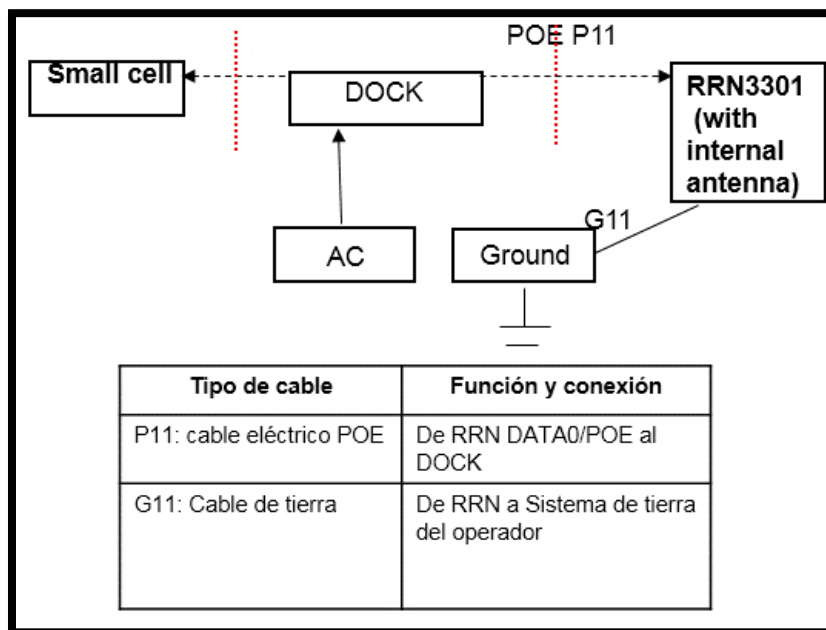 POE P11
Small cell
DOCK
RRN3301
(with
internal
antenna)
G11
AC
Ground
Tipo de cable
Función y conexión
P11: cable eléctrico POE
De RRN DATA0/POE al
DOCK
G11: Cable de tierra
De RRN a Sistema de tierra
del operador